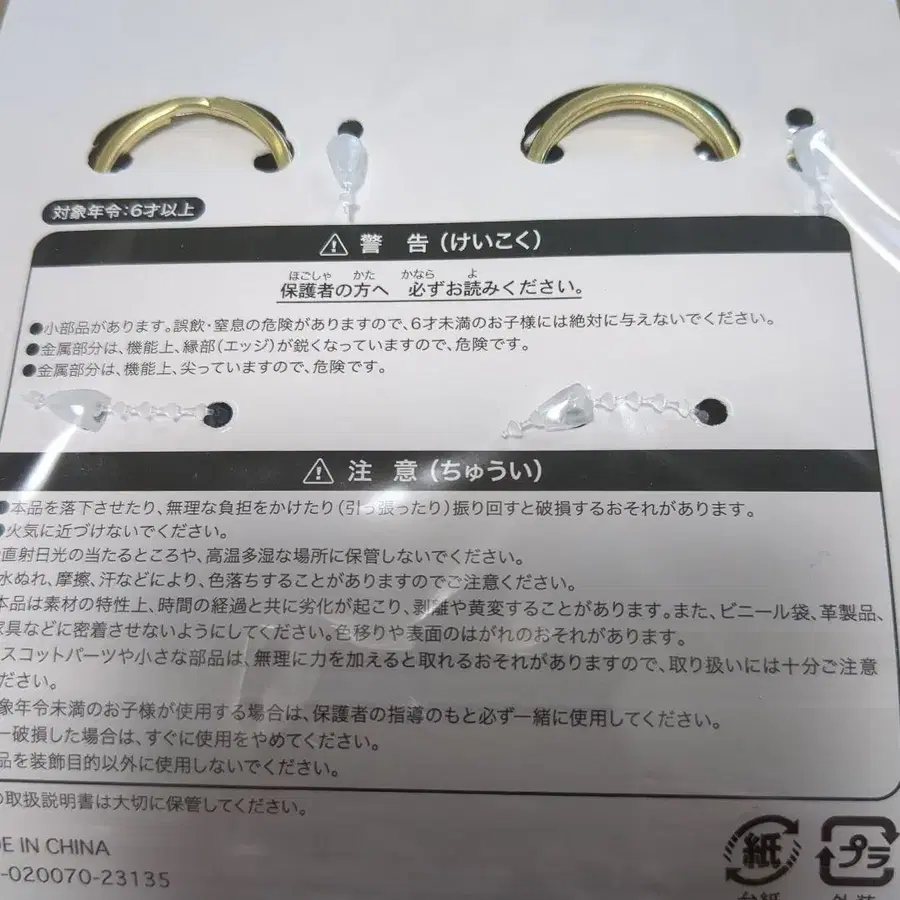 対象年令:6才以上
警 告(けいこく)
ほごしゃ かた かなら よ
保護者の方へ 必ずお読みください。
●小部品があります。誤飲・窒息の危険がありますので、6才未満のお子様には絶対に与えないでください。
●金属部分は、機能上、縁部(エッジ)が鋭くなっていますので、危険です。
●金属部分は、機能上、尖っていますので、危険です。
注 意(ちゅうい)
●本品を落下させたり、無理な負担をかけたり(引っ張ったり)振り回すと破損するおそれがあります。
●火気に近づけないでください。
直射日光の当たるところや、高温多湿な場所に保管しないでください。
水ぬれ、摩擦、汗などにより、色落ちすることがありますのでご注意ください。
本品は素材の特性上、時間の経過と共に劣化が起こり、剥離や黄変することがあります。また、ビニール袋、革製品、
家具などに密着させないようにしてください。色移りや表面のはがれのおそれがあります。
スコットパーツや小さな部品は、無理に力を加えると取れるおそれがありますので、取り扱いには十分ご注意
ださい。
象年令未満のお子様が使用する場合は、保護者の指導のもと必ず一緒に使用してください。
一破損した場合は、すぐに使用をやめてください。
品を装飾目的以外に使用しないでください。
の取扱説明書は大切に保管してください。
DE IN CHINA
-020070-23135
紙
プラ
台紙
外装